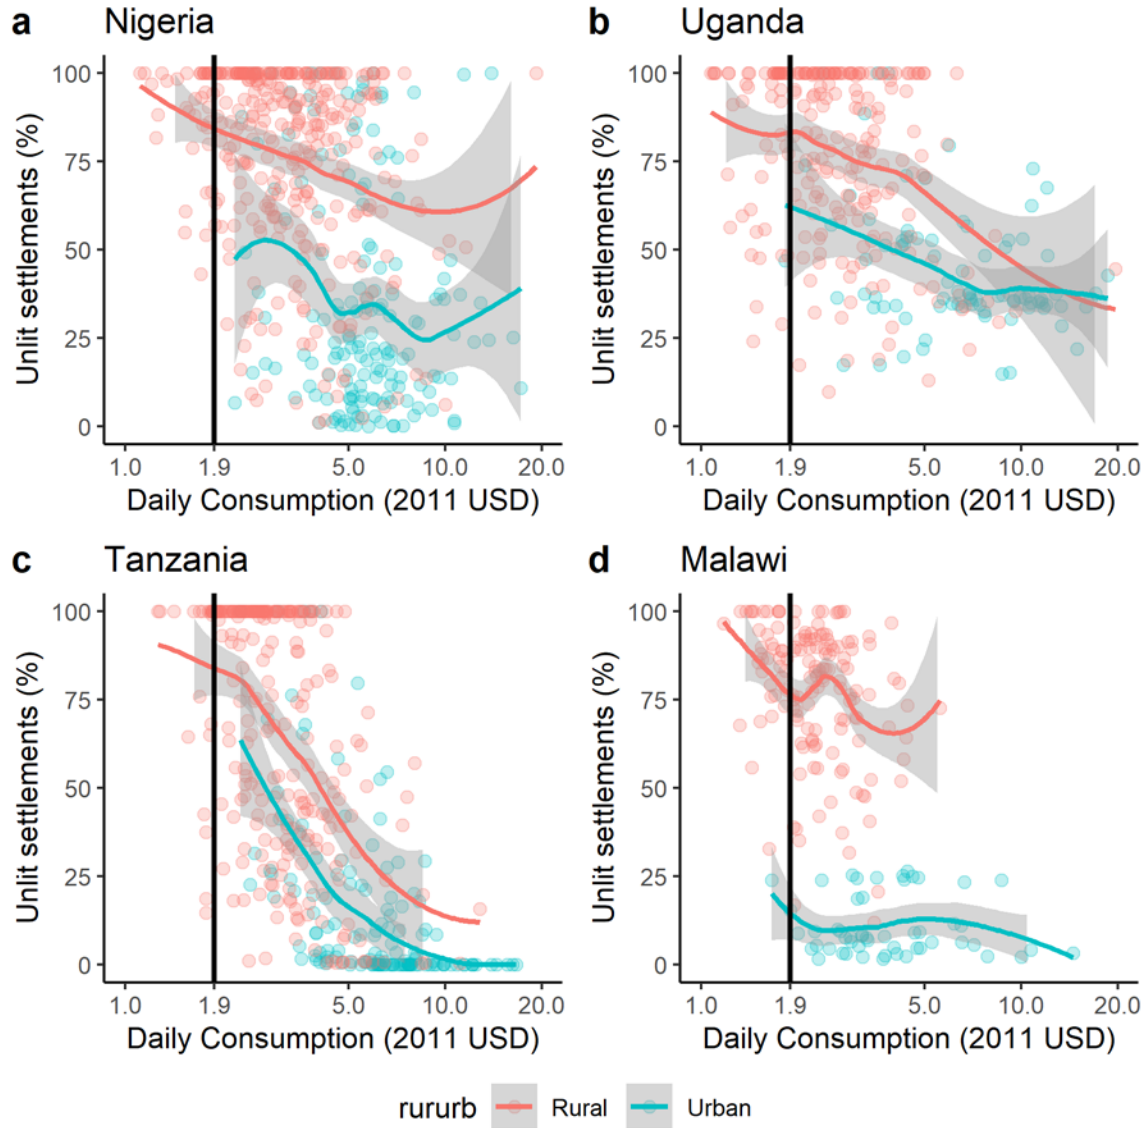 a Nigeria
Unlit settlements (%)
100
75
50
25
0
1.0 1.9 5.0 10.0 20.0
Daily Consumption (2011 USD)
b Uganda
Unlit settlements (%)
100
75
50
25
0
1.0 1.9 5.0 10.0 20.0
Daily Consumption (2011 USD)
c Tanzania
Unlit settlements (%)
100
75
50
25
0
1.0 1.9 5.0 10.0 20.0
Daily Consumption (2011 USD)
d Malawi
Unlit settlements (%)
100
75
50
25
0
1.0 1.9 5.0 10.0 20.0
Daily Consumption (2011 USD)
rururb Rural Urban